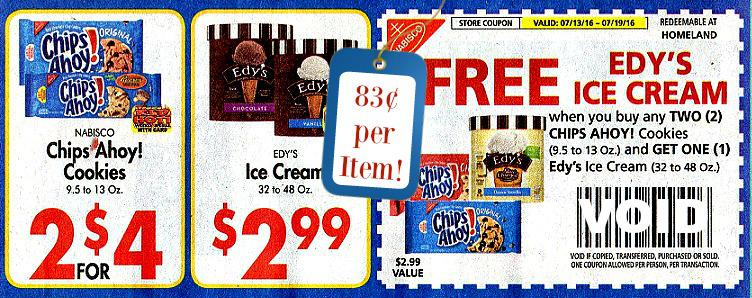 Chips Ahoy!
ORIGINAL
Chips Ahoy!
WITH CARD
NABISCO
Chips Ahoy!
Cookies
9.5 to 13 Oz.
2 FOR $4
Edy's
CHOCOLATE
Edy's
VANILL
EDY'S
Ice Cream
32 to 48 Oz.
$2.99
83¢
per
Item!
NABISCO
STORE COUPON
VALID: 07/13/16 – 07/19/16
REDEEMABLE AT
HOMELAND
FREE EDY'S
ICE CREAM
when you buy any TWO (2)
CHIPS AHOY! Cookies
(9.5 to 13 Oz.) and GET ONE (1)
Edy's Ice Cream (32 to 48 Oz.)
Edy's
Chips Ahoy!
Chips Ahoy!
ORIGINAL
$2.99
VALUE
VOID
VOID IF COPIED, TRANSFERRED, PURCHASED OR SOLD.
ONE COUPON ALLOWED PER PERSON, PER TRANSACTION.